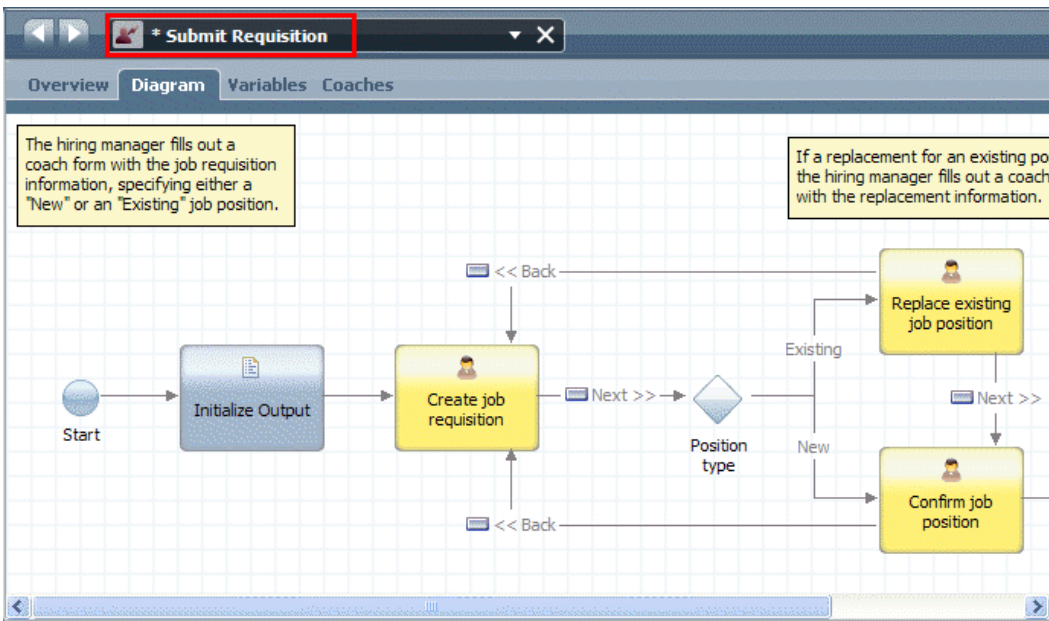 * Submit Requisition
Overview
Diagram
Variables
Coaches
The hiring manager fills out a
coach form with the job requisition
information, specifying either a
"New" or an "Existing" job position.
If a replacement for an existing po
the hiring manager fills out a coach
with the replacement information.
<< Back
Replace existing
job position
Existing
Start
Initialize Output
Create job
requisition
Next >>
Position
type
Next >>
New
Confirm job
position
<< Back